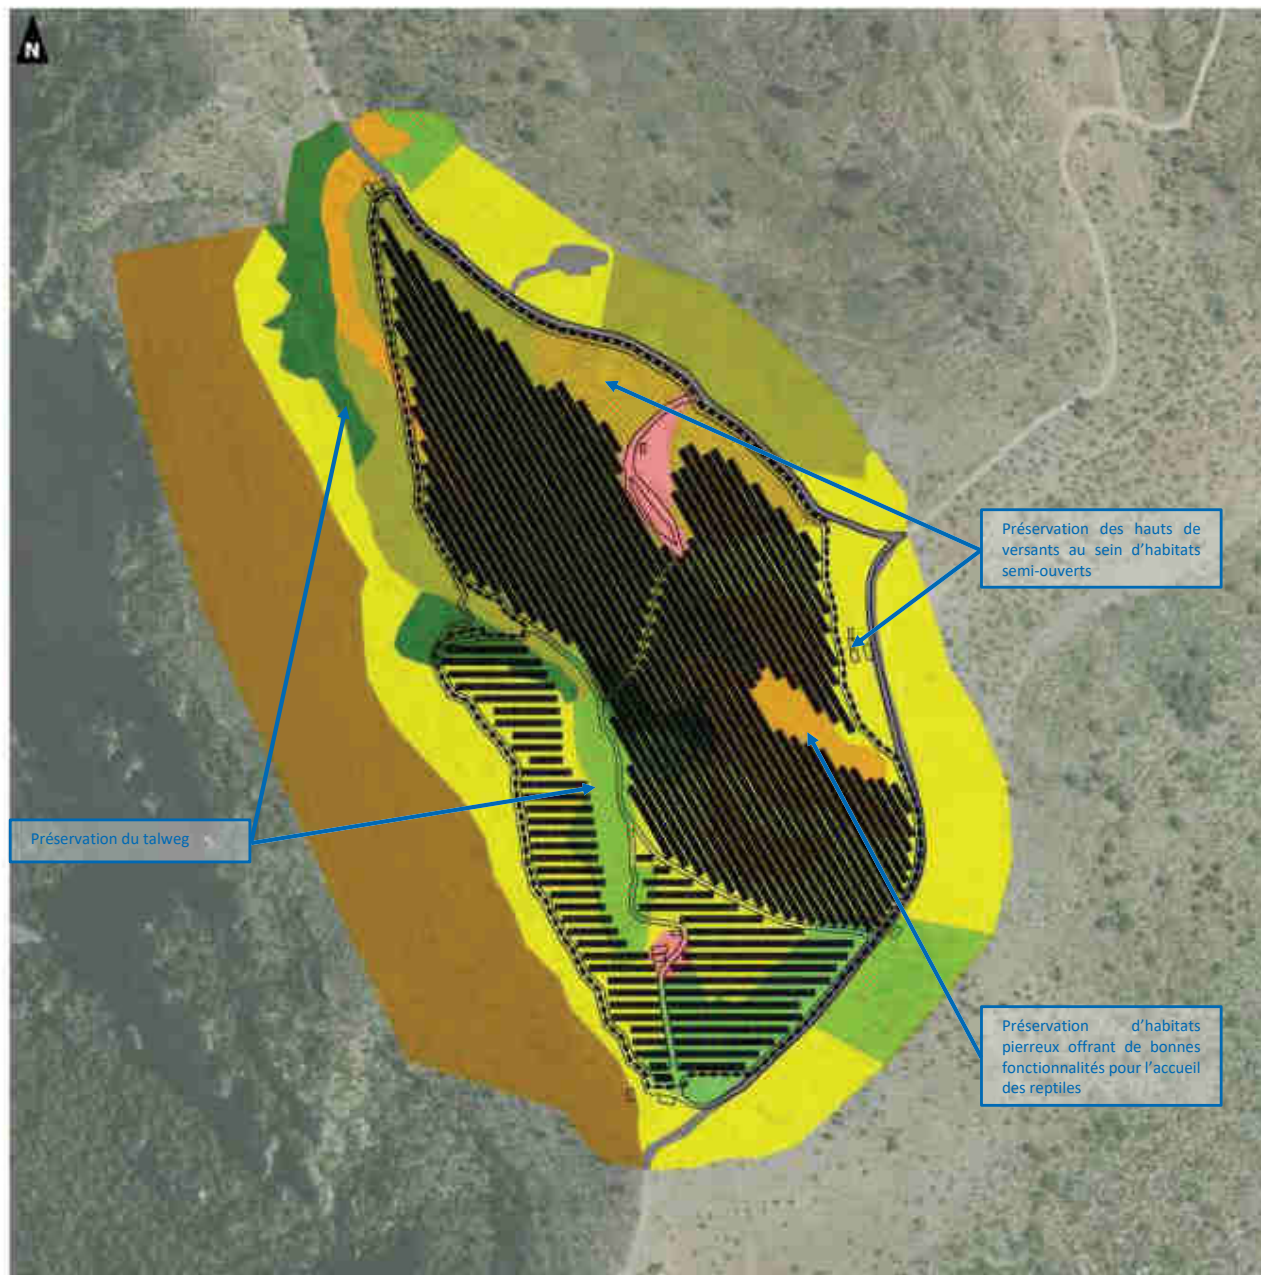 N
Préservation des hauts de
versants au sein d'habitats
semi-ouverts
Préservation du talweg
Préservation d'habitats
pierreux offrant de bonnes
fonctionnalités pour l'accueil
des reptiles